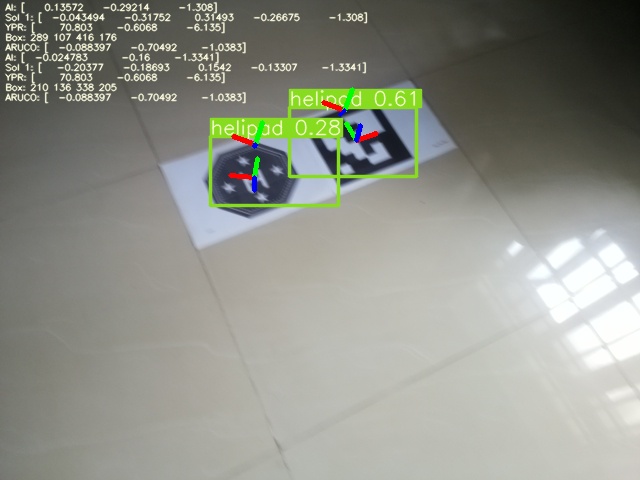 AI: [ 0.13572 -0.29214 -1.308]
Sol 1: [ -0.043494 -0.31752 0.31493 -0.26675 -1.308]
YPR: [ 70.803 -0.6068 -6.135]
Box: 289 107 416 176
ARUCO: [ -0.088397 -0.70492 -1.0383]
AI: [ -0.024783 -0.16 -1.3341]
Sol 1: [ -0.20377 -0.18693 0.1542 -0.13307 -1.3341]
YPR: [ 70.803 -0.6068 -6.135]
Box: 210 136 338 205
ARUCO: [ -0.088397 -0.70492 -1.0383]
helipad 0.61
helipad 0.28